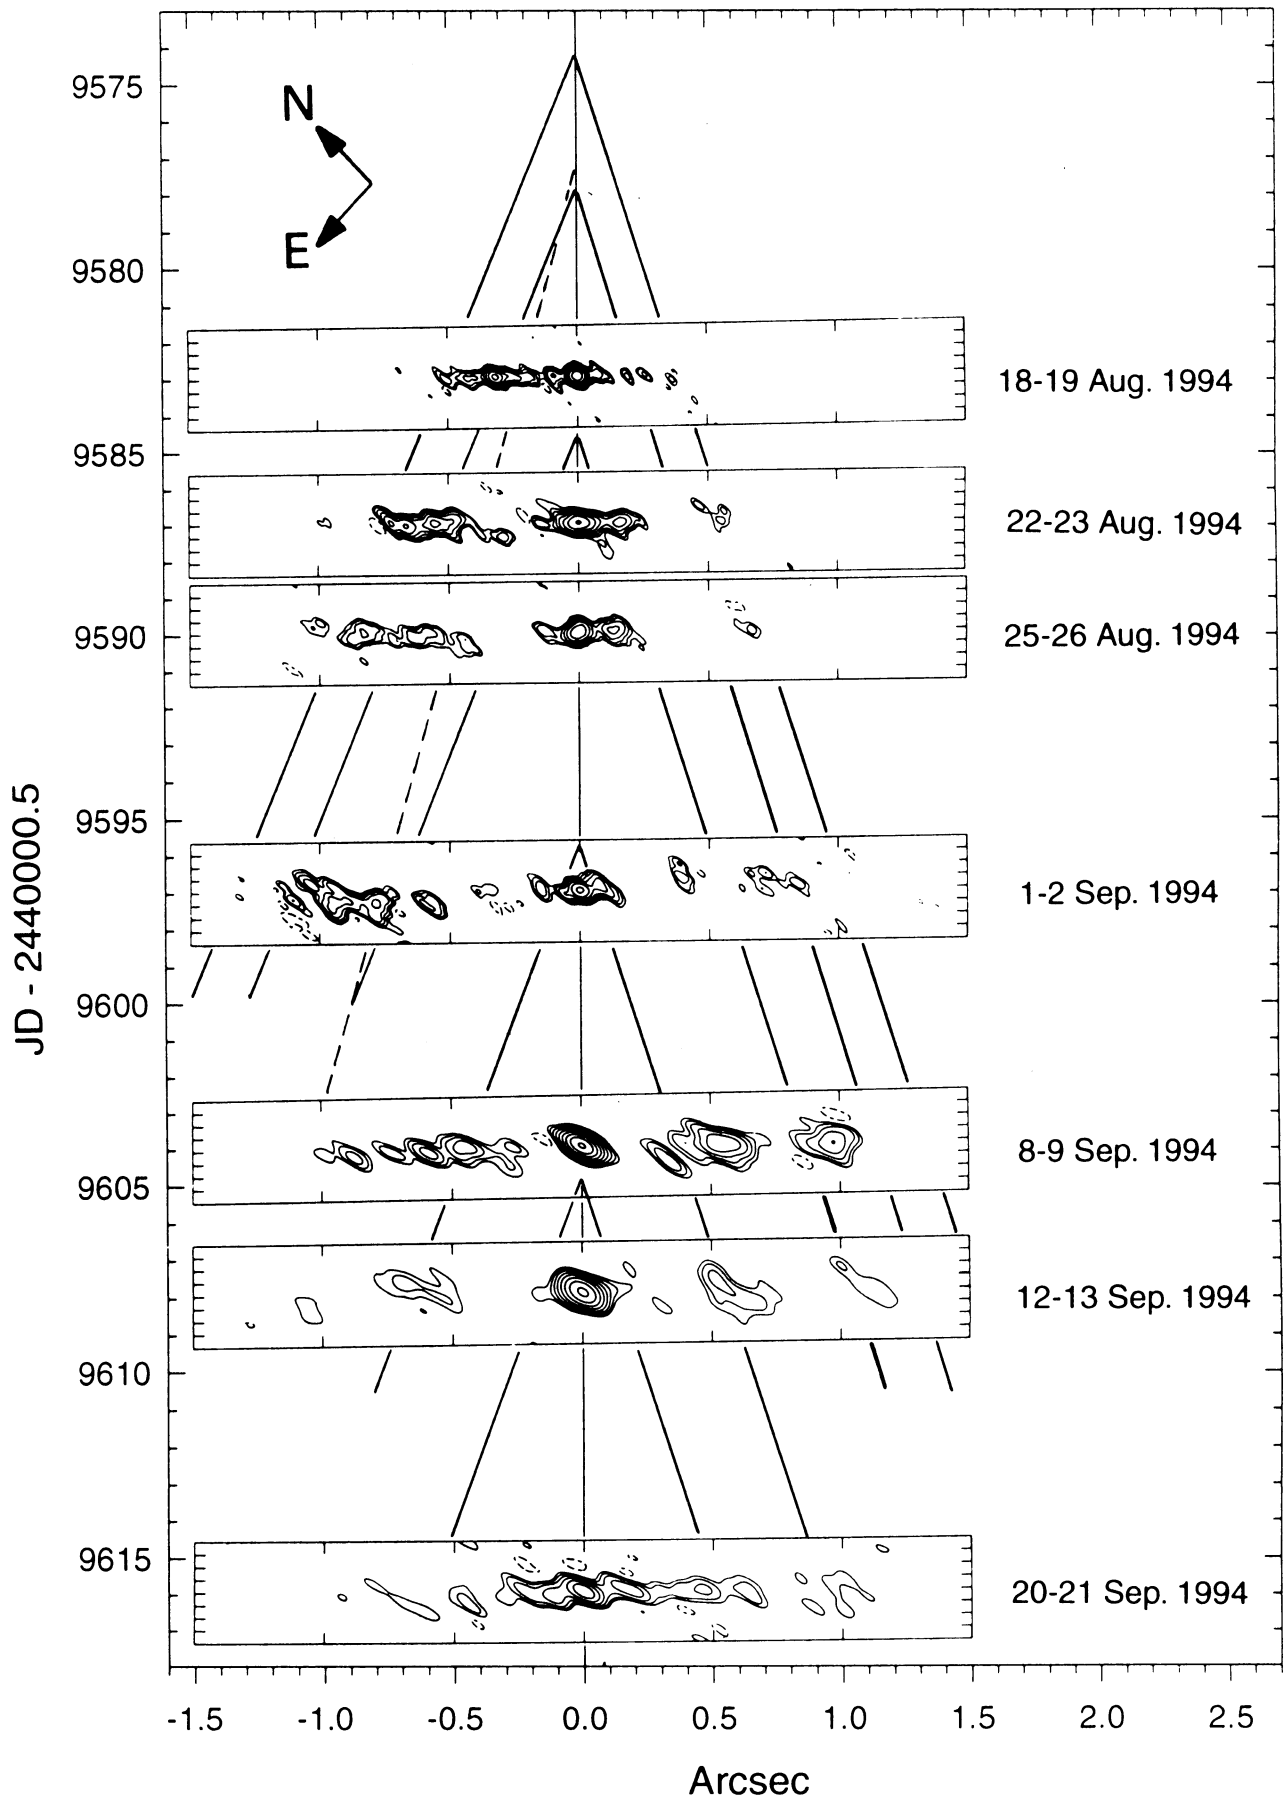 9575
N
E
9580
18-19 Aug. 1994
9585
22-23 Aug. 1994
9590
25-26 Aug. 1994
9595
1-2 Sep. 1994
9600
8-9 Sep. 1994
9605
12-13 Sep. 1994
9610
9615
20-21 Sep. 1994
JD - 2440000.5
-1.5 -1.0 -0.5 0.0 0.5 1.0 1.5 2.0 2.5
Arcsec